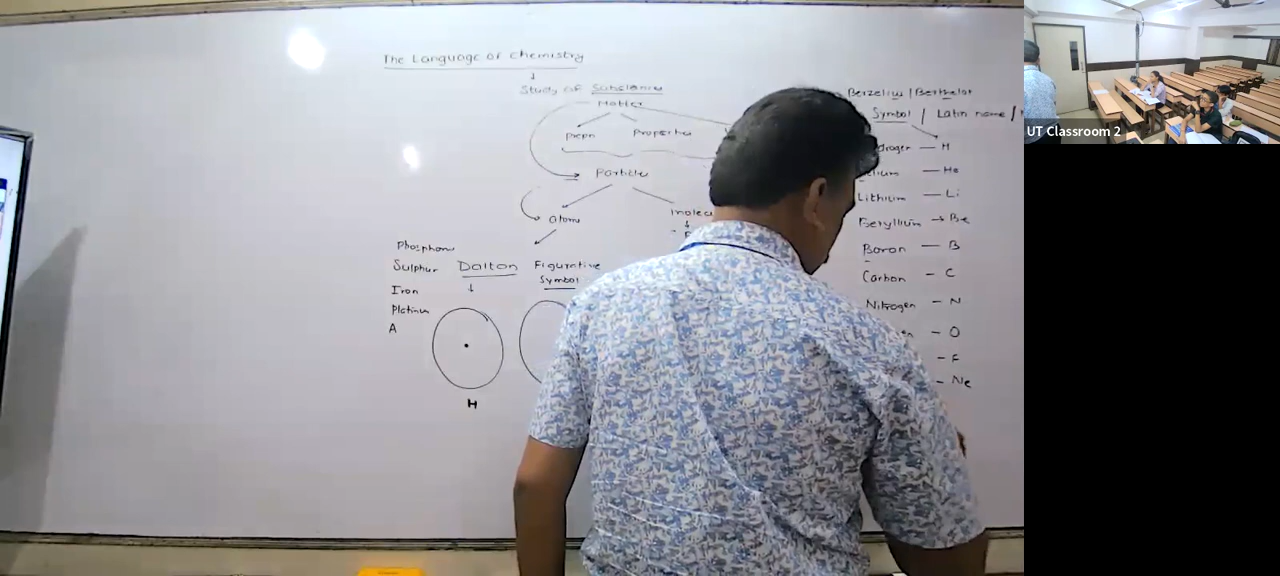 The Language of Chemistry
Study of Substance
Matter
Prepn Properties
Particles
Atoms
Phosphorus
Sulphur Dalton Figurative
Symbol
Iron
Platinum
A
H
Berzelius / Berthelot
Symbol / Latin name /
— H
— He
Lithium — Li
Beryllium → Be
Boron — B
Carbon - C
Nitrogen - N
- O
- F
- Ne
UT Classroom 2